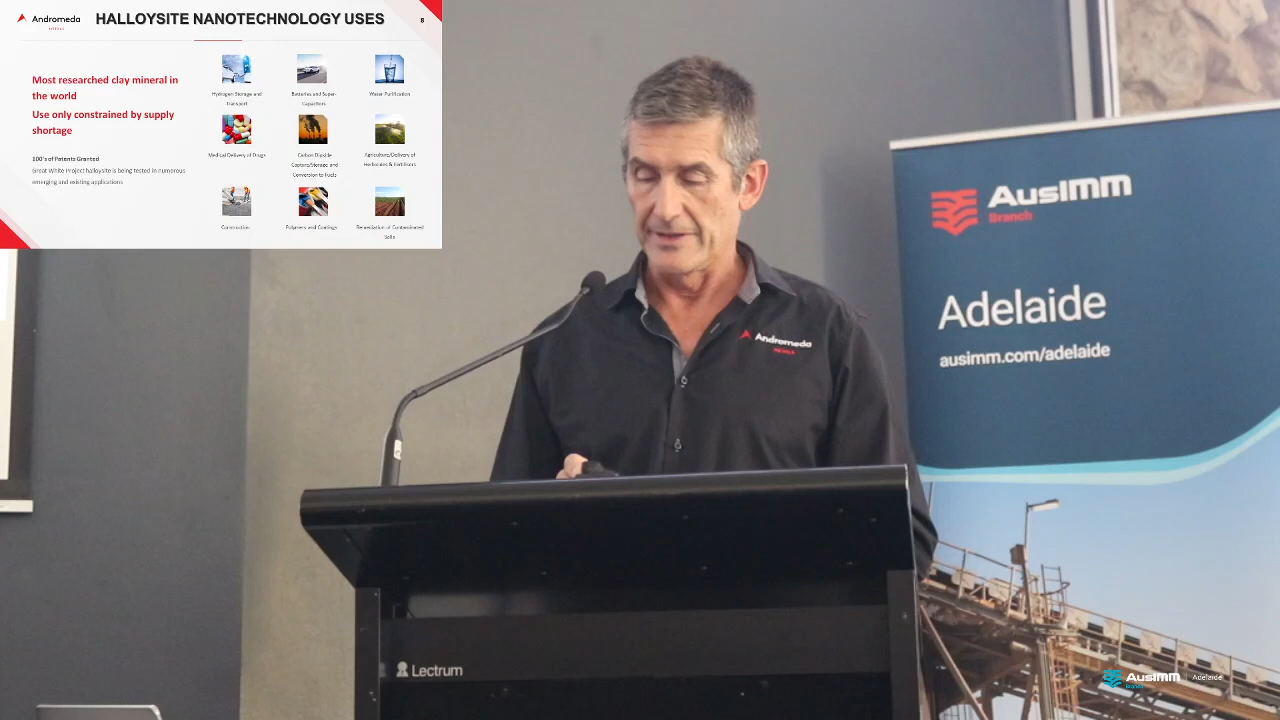 Andromeda
METALS
HALLOYSITE NANOTECHNOLOGY USES
8
Most researched clay mineral in
the world
Use only constrained by supply
shortage
100's of Patents Granted
Great White Project halloysite is being tested in numerous
emerging and existing applications
Hydrogen Storage and
Transport
Batteries and Super-
Capacitors
Water Purification
Medical Delivery of Drugs
Carbon Dioxide
Capture/Storage and
Conversion to Fuels
Agriculture/Delivery of
Herbicides & Fertilisers
Construction
Polymers and Coatings
Remediation of Contaminated
Soils
Andromeda
METALS
AusIMM
Branch
Adelaide
ausimm.com/adelaide
Lectrum
AusIMM
Branch
Adelaide